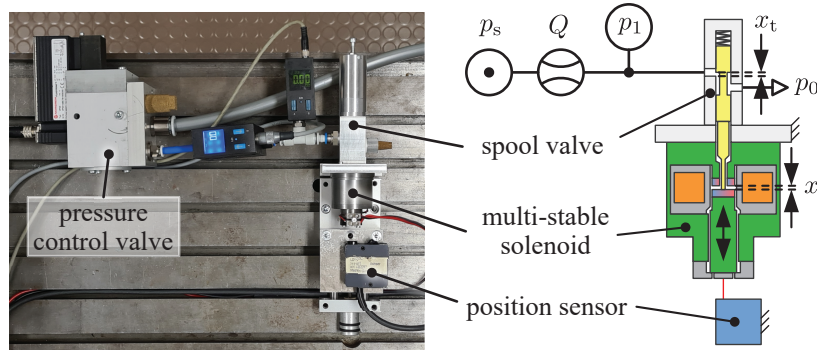 pressure
control valve
0.00
spool valve
multi-stable
solenoid
position sensor
p_s
Q
p_1
x_t
p_0
x